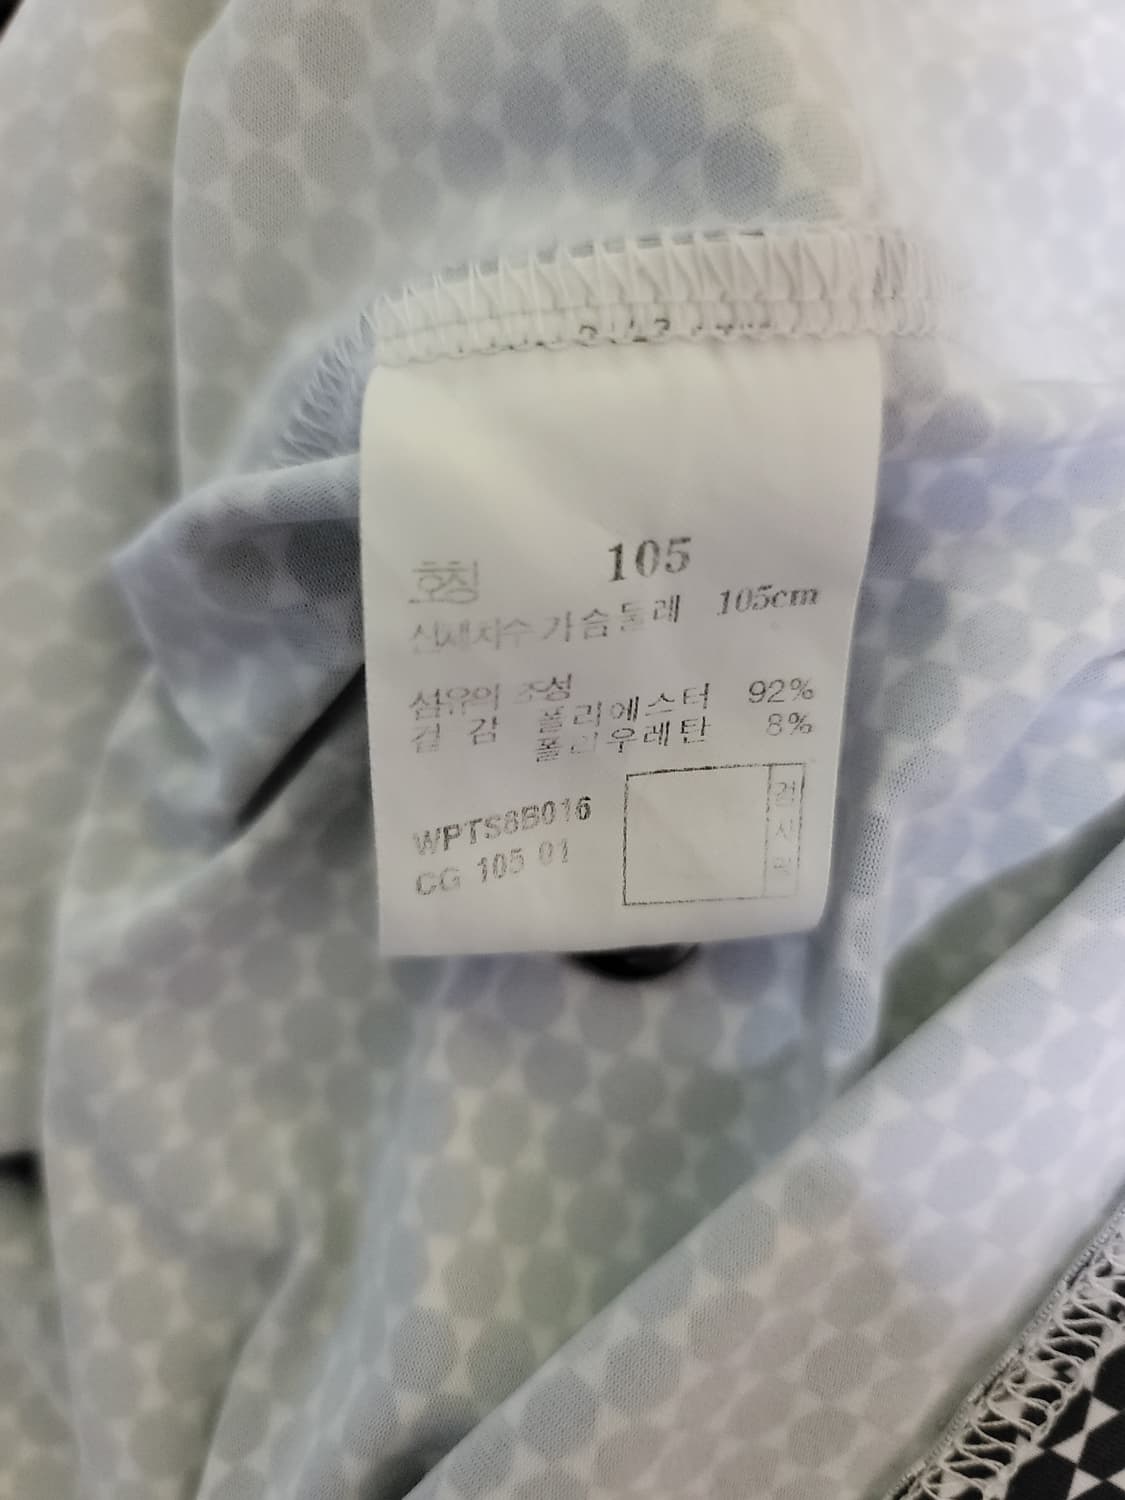 호칭 105
신체치수 가슴둘레 105cm
섬유의 조성
겉 감 폴리에스터 92%
폴리우레탄 8%
WPTS8B016
CG 105 01
검
사